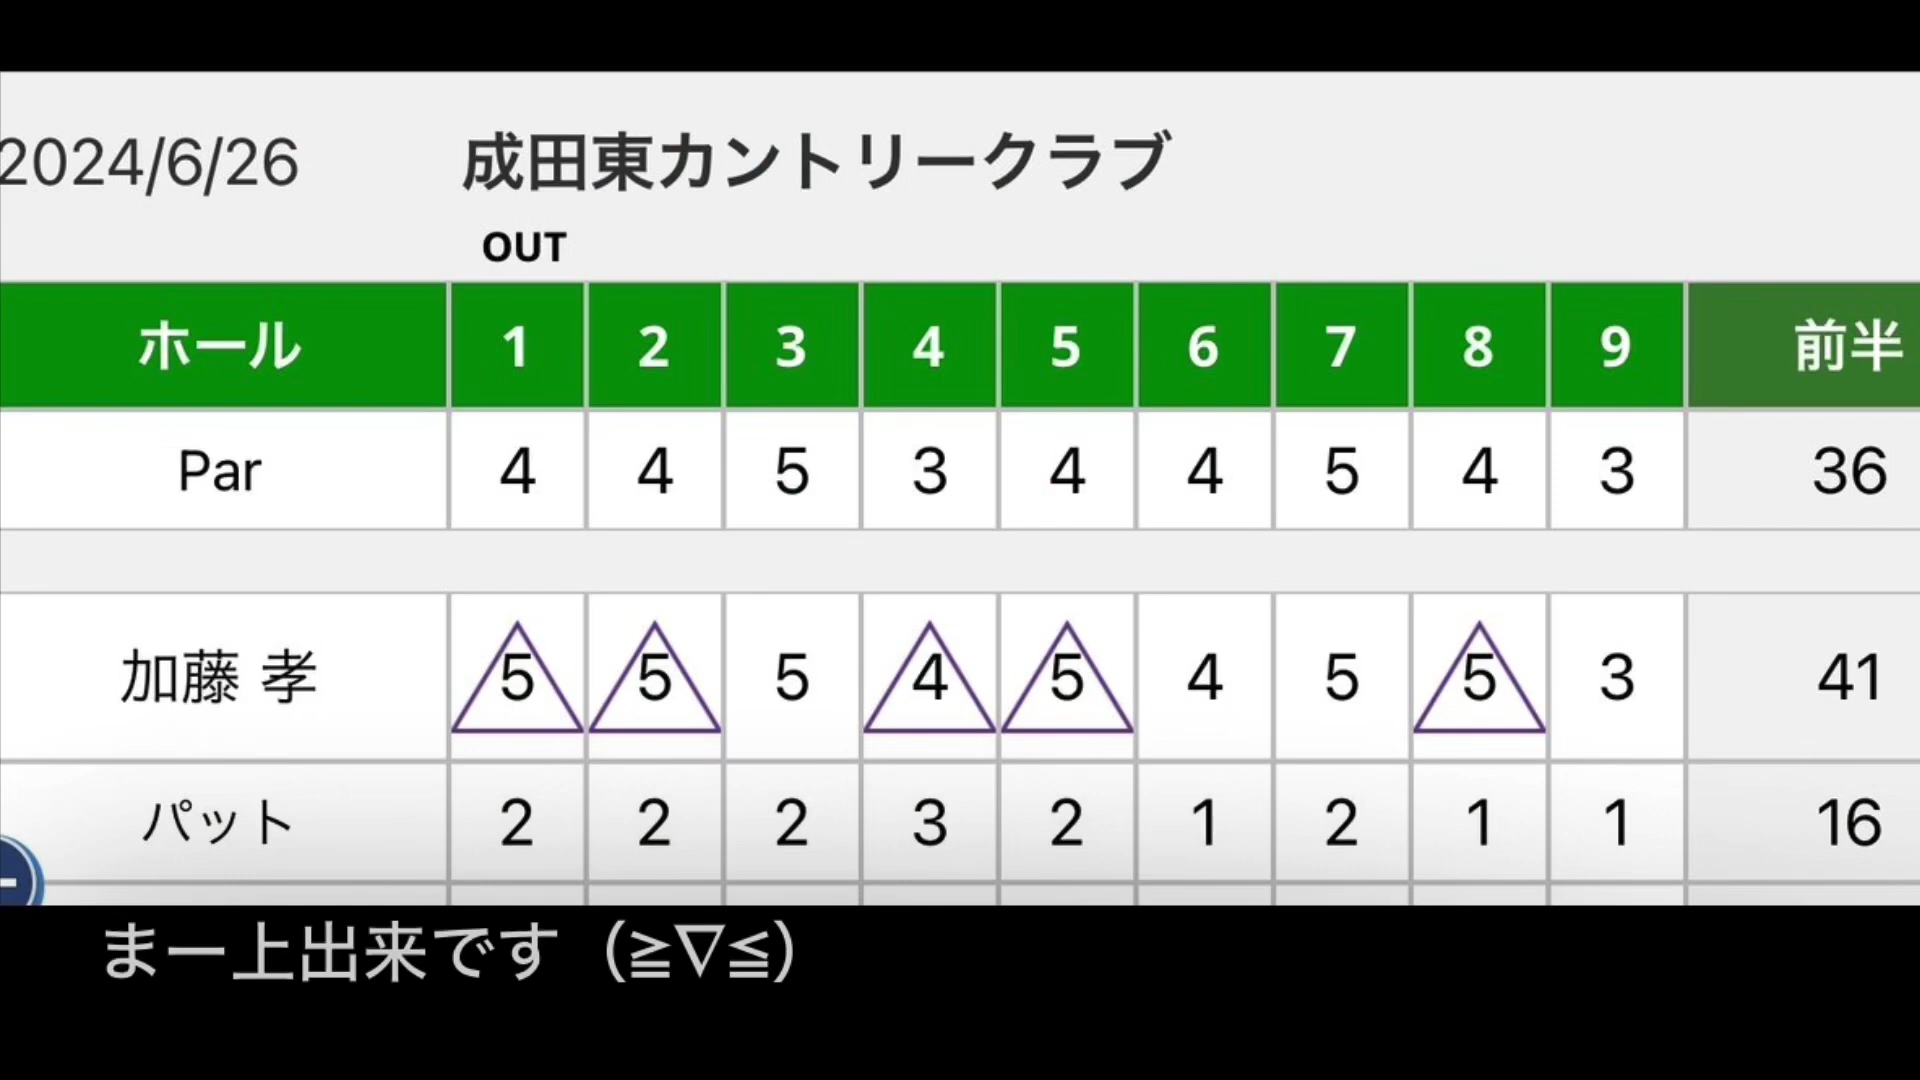 2024/6/26 成田東カントリークラブ
OUT
ホール 1 2 3 4 5 6 7 8 9 前半
Par 4 4 5 3 4 4 5 4 3 36
加藤 孝 5 5 5 4 5 4 5 5 3 41
パット 2 2 2 3 2 1 2 1 1 16
まー上出来です（≧∇≦）